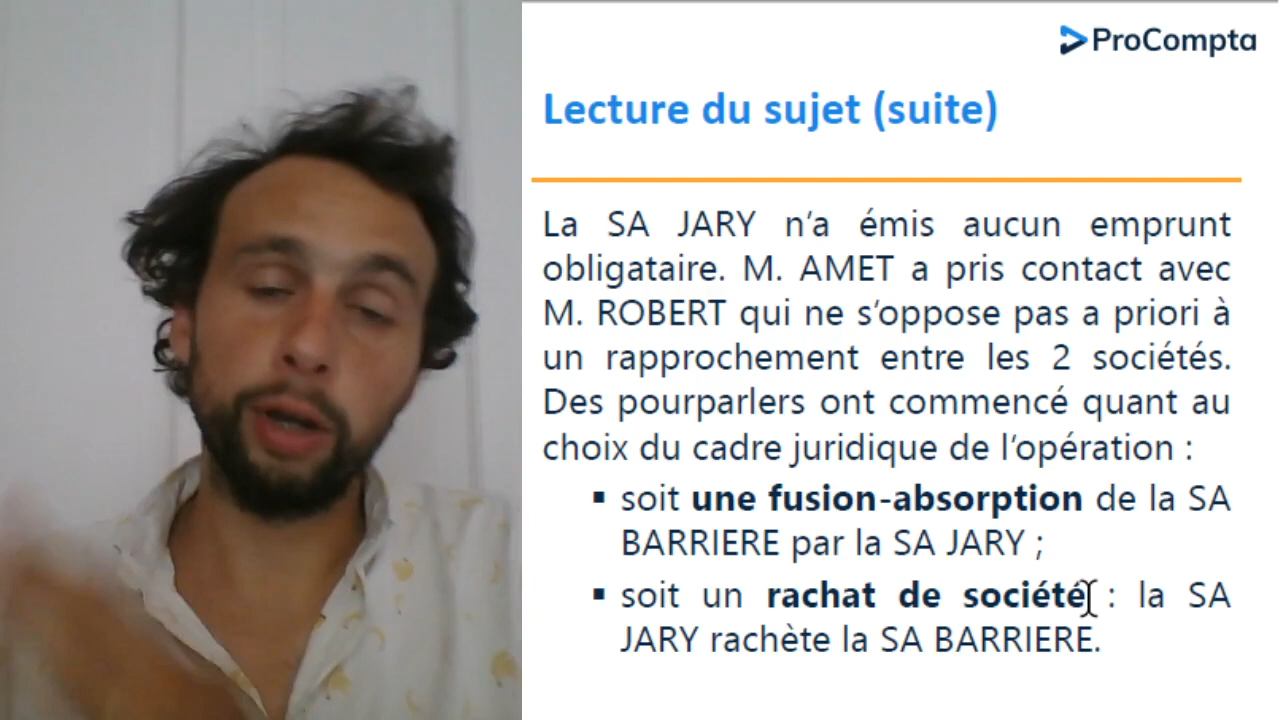 ProCompta
Lecture du sujet (suite)
La SA JARY n'a émis aucun emprunt
obligataire. M. AMET a pris contact avec
M. ROBERT qui ne s'oppose pas a priori à
un rapprochement entre les 2 sociétés.
Des pourparlers ont commencé quant au
choix du cadre juridique de l'opération :
▪ soit une fusion-absorption de la SA
BARRIERE par la SA JARY ;
▪ soit un rachat de société : la SA
JARY rachète la SA BARRIERE.